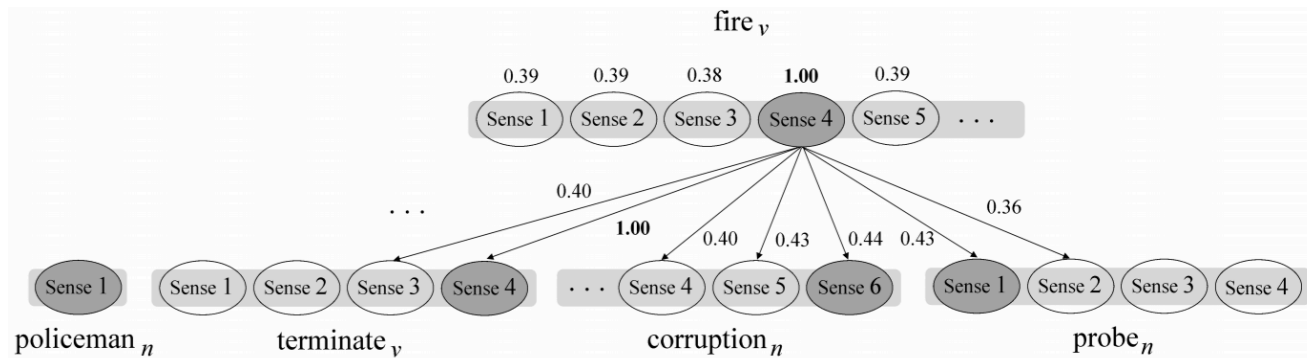 fire v
0.39 0.39 0.38 1.00 0.39
Sense 1 Sense 2 Sense 3 Sense 4 Sense 5 . . .
0.40
0.36
. . .
1.00
0.40 0.43 0.44 0.43
Sense 1 Sense 1 Sense 2 Sense 3 Sense 4 . . . Sense 4 Sense 5 Sense 6 Sense 1 Sense 2 Sense 3 Sense 4
policeman n terminate v corruption n probe n